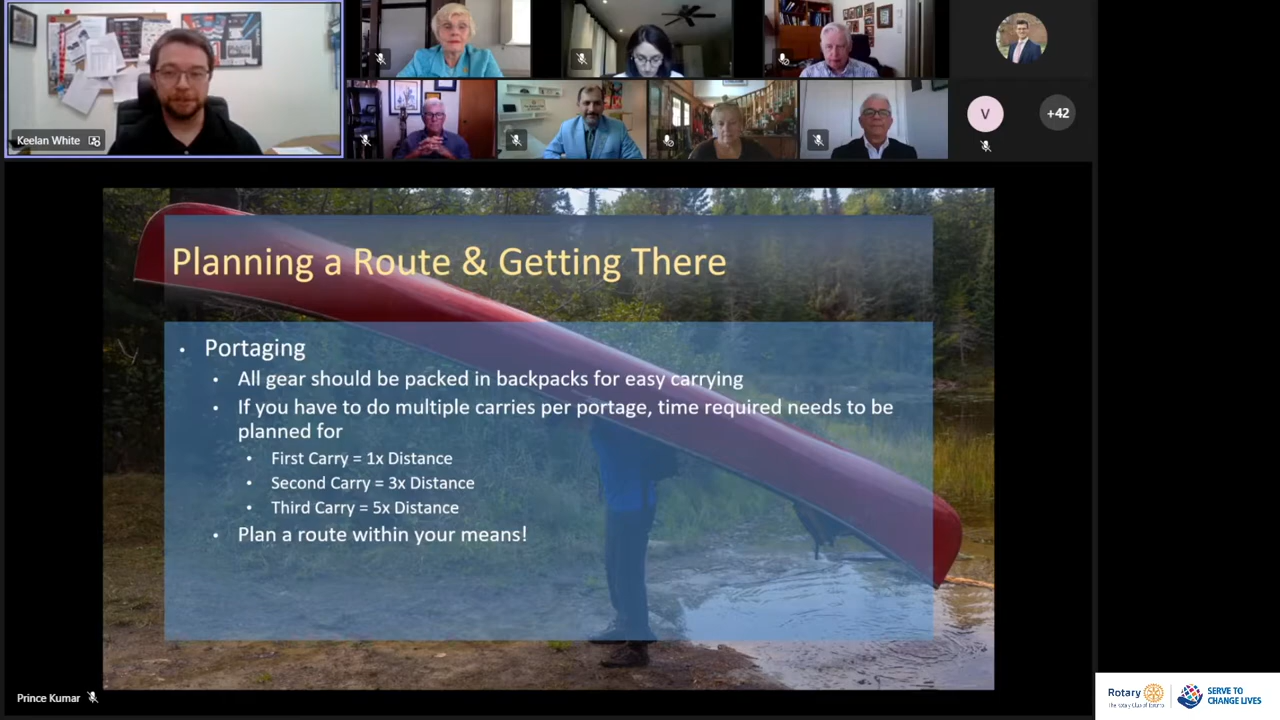 Keelan White
V
+42
Planning a Route & Getting There
• Portaging
• All gear should be packed in backpacks for easy carrying
• If you have to do multiple carries per portage, time required needs to be
planned for
• First Carry = 1x Distance
• Second Carry = 3x Distance
• Third Carry = 5x Distance
• Plan a route within your means!
Prince Kumar
Rotary
SERVE TO
CHANGE LIVES